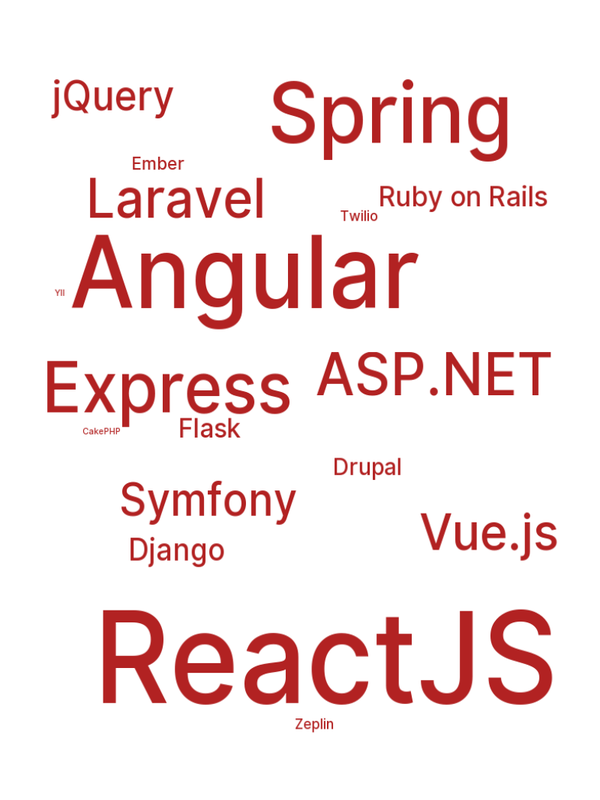 jQuery
Spring
Ember
Laravel
Ruby on Rails
Twilio
Angular
YII
ASP.NET
Express
Flask
CakePHP
Drupal
Symfony
Vue.js
Django
ReactJS
Zeplin